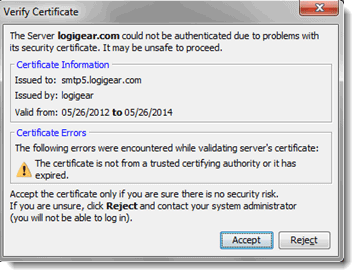 Verify Certificate
The Server logigear.com could not be authenticated due to problems with
its security certificate. It may be unsafe to proceed.
Certificate Information
Issued to: smtp5.logigear.com
Issued by: logigear
Valid from: 05/26/2012 to 05/26/2014
Certificate Errors
The following errors were encountered while validating server's certificate:
The certificate is not from a trusted certifying authority or it has
expired.
Accept the certificate only if you are sure there is no security risk.
If you are unsure, click Reject and contact your system administrator
(you will not be able to log in).
Accept Reject